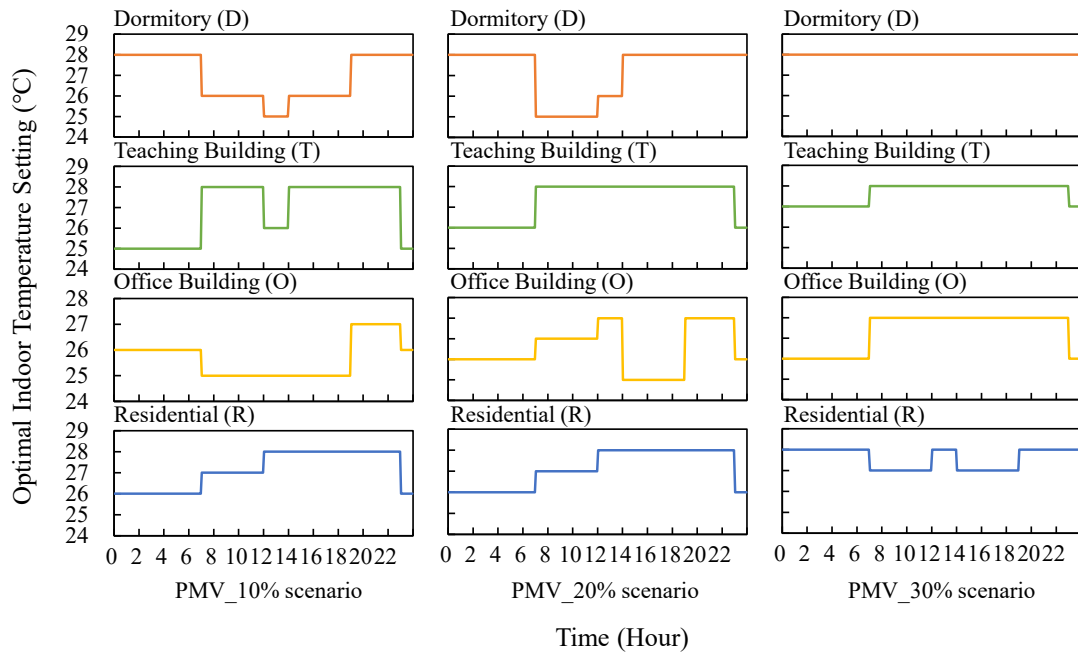 Dormitory (D)
Dormitory (D)
Dormitory (D)
29
28
27
26
25
24
Teaching Building (T)
Teaching Building (T)
Teaching Building (T)
29
28
27
26
25
24
Office Building (O)
Office Building (O)
Office Building (O)
28
27
26
25
24
Residential (R)
Residential (R)
Residential (R)
29
28
27
26
25
24
Optimal Indoor Temperature Setting (℃)
0 2 4 6 8 10 12 14 16 18 20 22
0 2 4 6 8 10 12 14 16 18 20 22
0 2 4 6 8 10 12 14 16 18 20 22
PMV_10% scenario
PMV_20% scenario
PMV_30% scenario
Time (Hour)